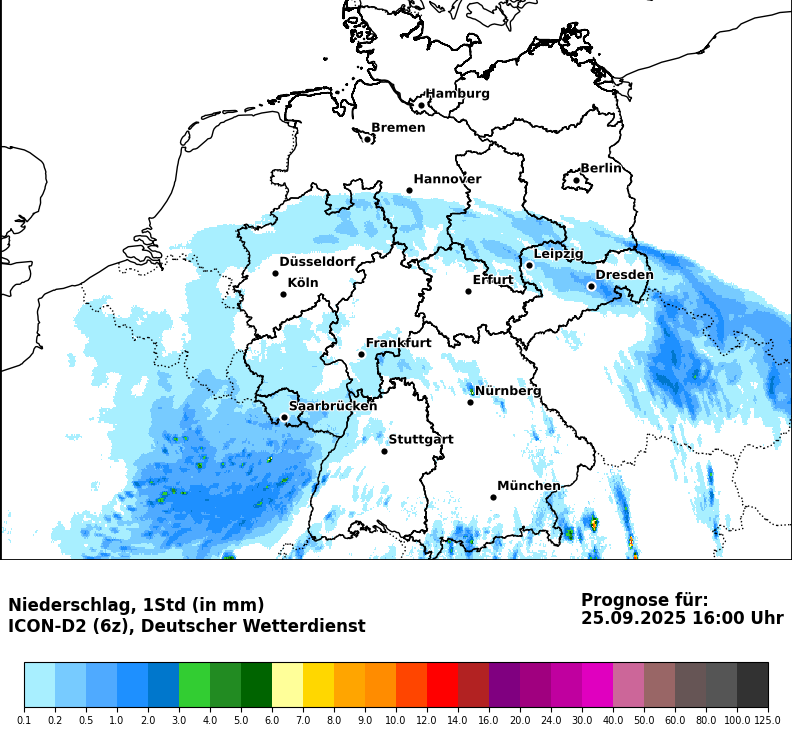 Hamburg
Bremen
Berlin
Hannover
Leipzig
Düsseldorf
Dresden
Köln
Erfurt
Frankfurt
Nürnberg
Saarbrücken
Stuttgart
München
Niederschlag, 1Std (in mm)
ICON-D2 (6z), Deutscher Wetterdienst
Prognose für:
25.09.2025 16:00 Uhr
0.1 0.2 0.5 1.0 2.0 3.0 4.0 5.0 6.0 7.0 8.0 9.0 10.0 12.0 14.0 16.0 20.0 24.0 30.0 40.0 50.0 60.0 80.0 100.0 125.0